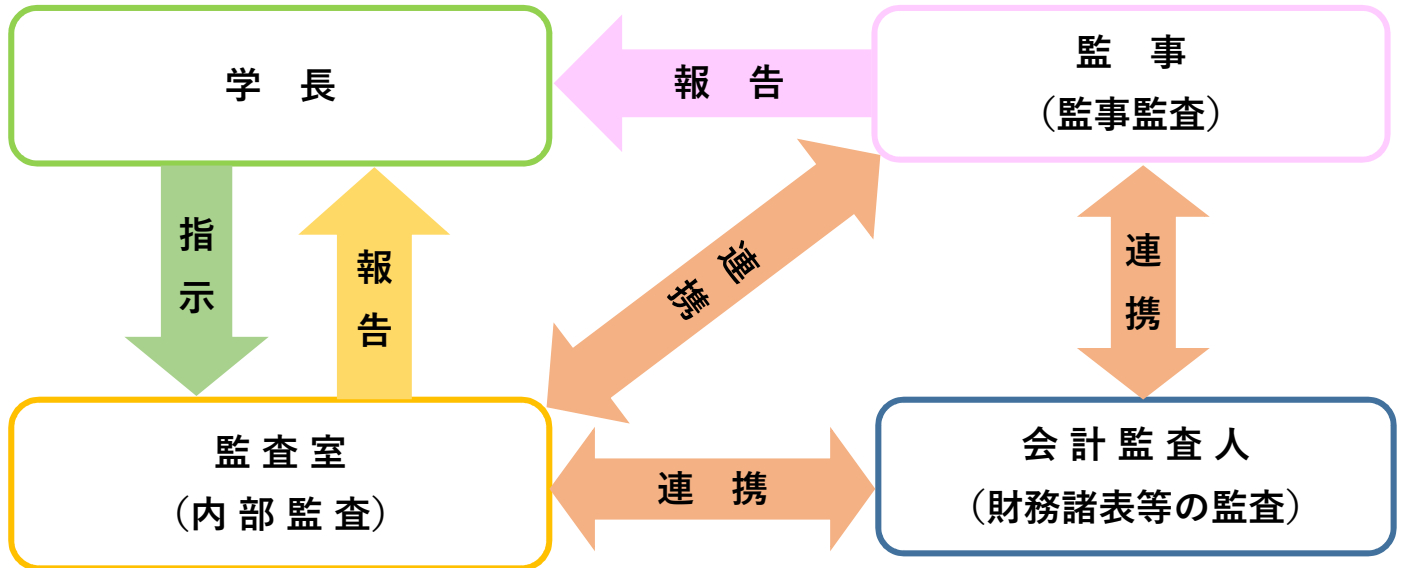 学　長
報　告
監　事
（監事監査）
指示
報告
連携
連携
監 査 室
（内 部 監 査）
連　携
会 計 監 査 人
（財務諸表等の監査）